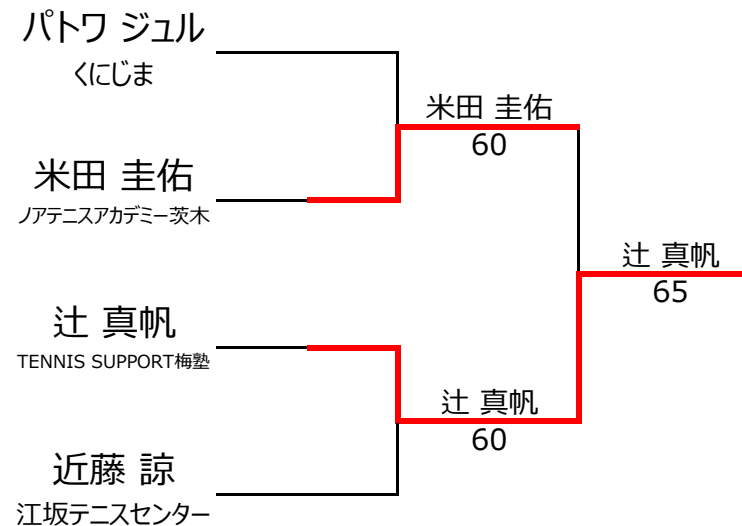 パトワ ジュル
くにじま
米田 圭佑
60
米田 圭佑
ノアテニスアカデミー茨木
辻 真帆
65
辻 真帆
TENNIS SUPPORT梅塾
辻 真帆
60
近藤 諒
江坂テニスセンター